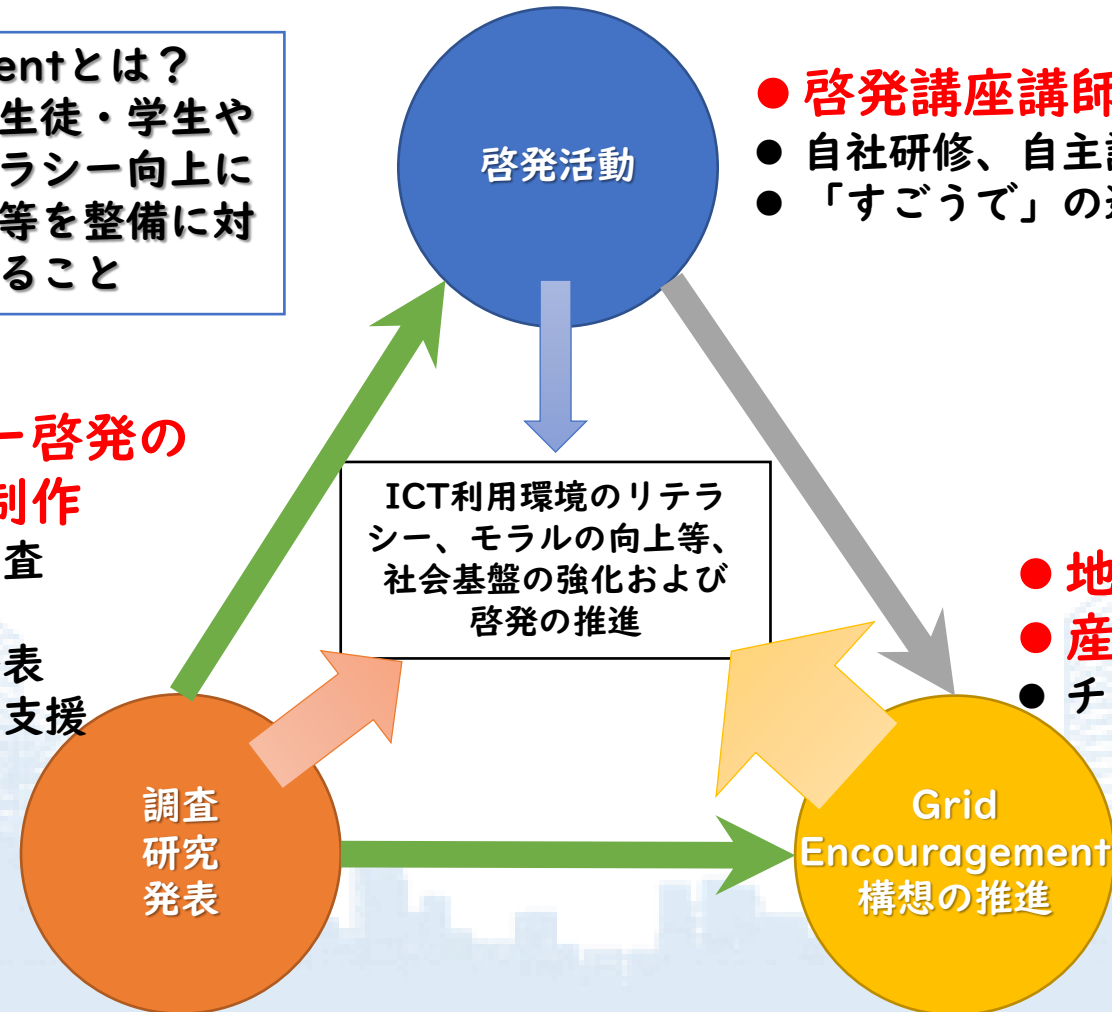 entとは？
生徒・学生や
ラシー向上に
等を整備に対
ること
啓発活動
● 啓発講座講師
● 自社研修、自主
● 「すごうで」の
ー啓発の
制作
査
表
支援
ICT利用環境のリテラ
シー、モラルの向上等、
社会基盤の強化および
啓発の推進
● 地
● 産
● チ
調査
研究
発表
Grid
Encouragement
構想の推進